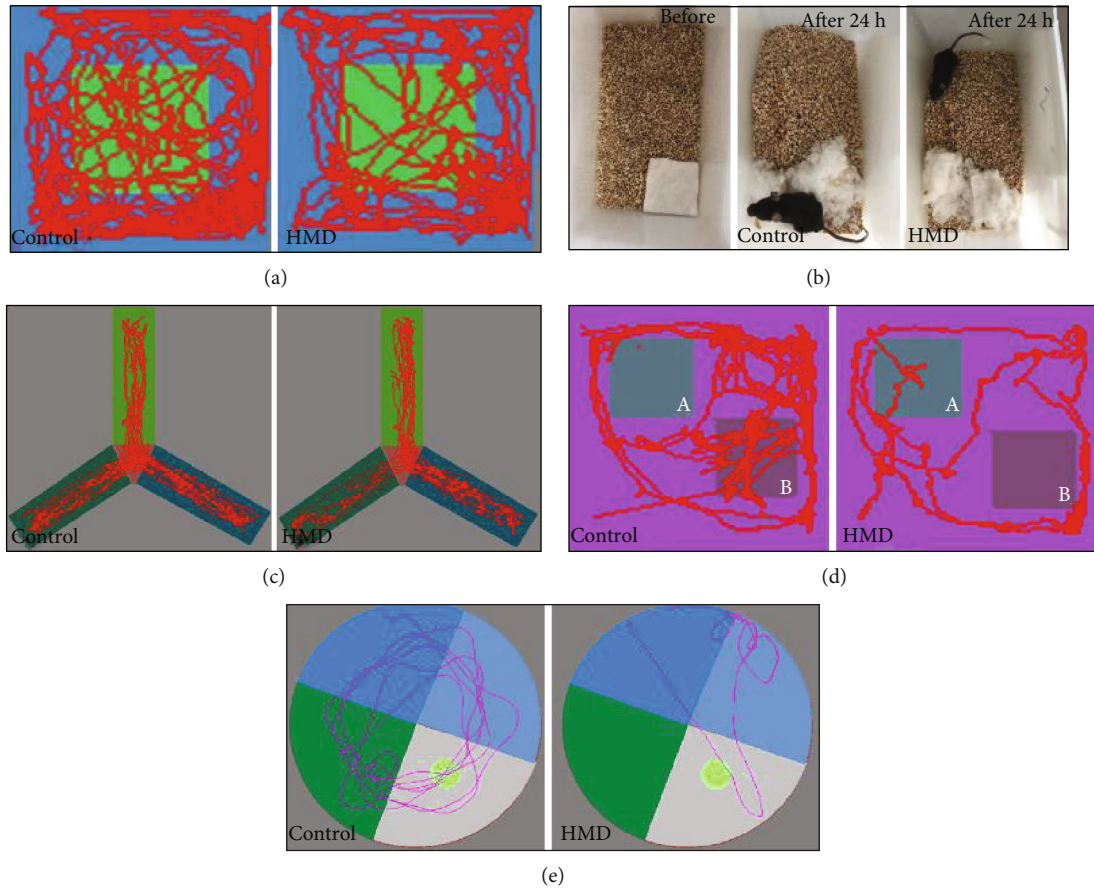 Control
HMD
(a)
Before
After 24 h
After 24 h
Control
HMD
(b)
Control
HMD
(c)
A
B
Control
A
B
HMD
(d)
Control
HMD
(e)